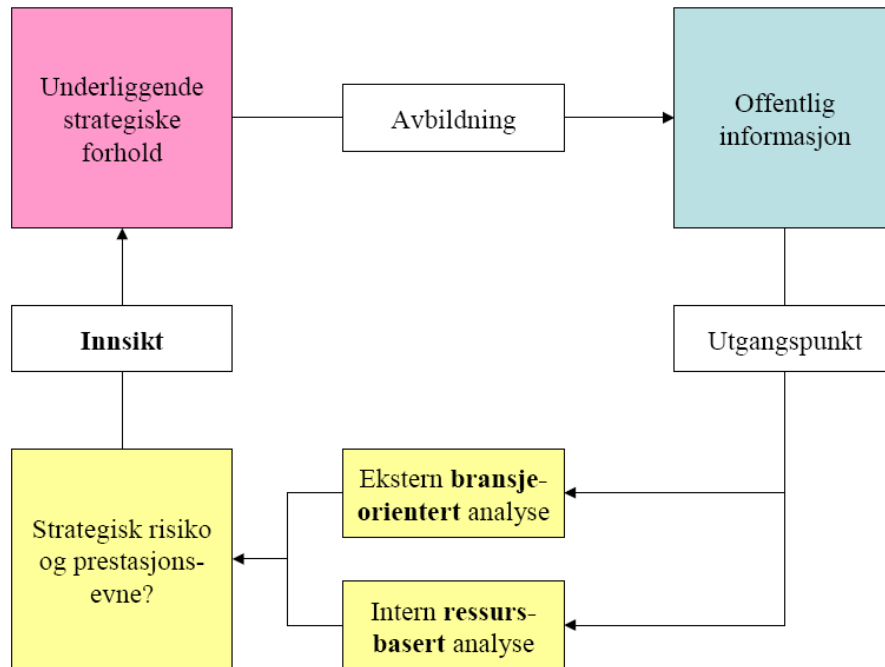 Underliggende
strategiske
forhold
Avbildning
Offentlig
informasjon
Innsikt
Utgangspunkt
Strategisk risiko
og prestasjons-
evne?
Ekstern bransje-
orientert analyse
Intern ressurs-
basert analyse